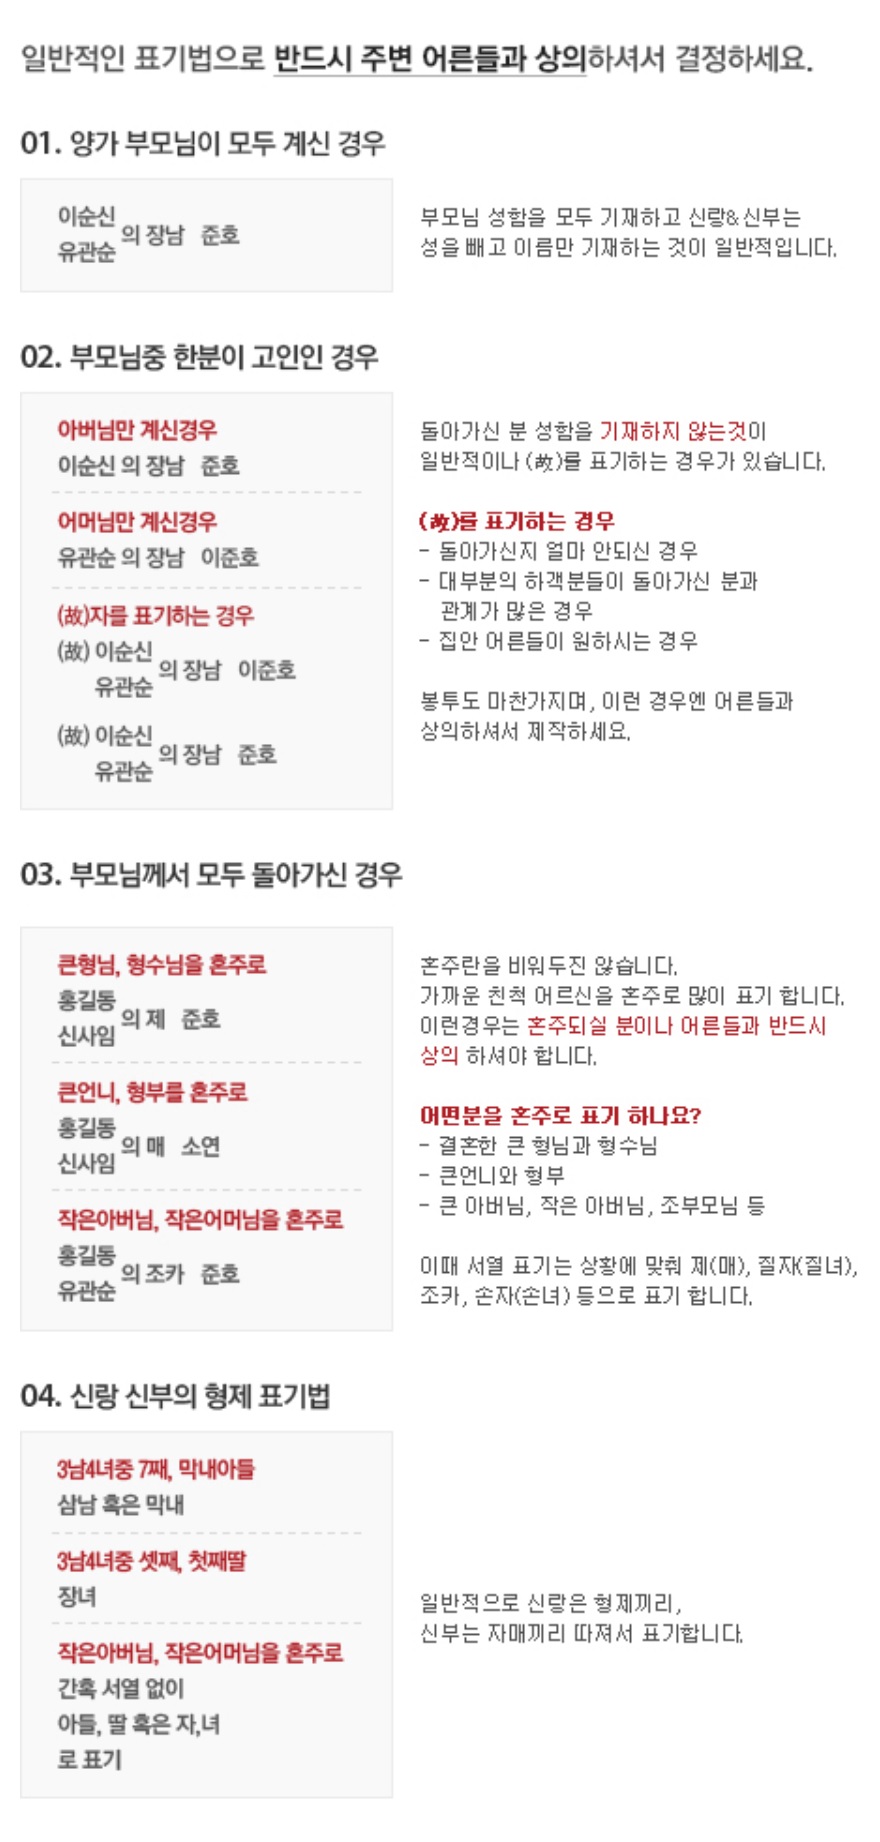 일반적인 표기법으로 반드시 주변 어른들과 상의하셔서 결정하세요.
01. 양가 부모님이 모두 계신 경우
이순신
유관순 의 장남 준호
부모님 성함을 모두 기재하고 신랑&신부는
성을 빼고 이름만 기재하는 것이 일반적입니다.
02. 부모님중 한분이 고인인 경우
아버님만 계신경우
이순신 의 장남 준호
어머님만 계신경우
유관순 의 장남 이준호
(故)자를 표기하는 경우
(故) 이순신
유관순 의 장남 이준호
(故) 이순신
유관순 의 장남 준호
돌아가신 분 성함을 기재하지 않는것이
일반적이나 (故)를 표기하는 경우가 있습니다.
(故)를 표기하는 경우
- 돌아가신지 얼마 안되신 경우
- 대부분의 하객분들이 돌아가신 분과
관계가 많은 경우
- 집안 어른들이 원하시는 경우
봉투도 마찬가지며, 이런 경우엔 어른들과
상의하셔서 제작하세요.
03. 부모님께서 모두 돌아가신 경우
큰형님, 형수님을 혼주로
홍길동
신사임 의 제 준호
큰언니, 형부를 혼주로
홍길동
신사임 의 매 소연
작은아버님, 작은어머님을 혼주로
홍길동
유관순 의 조카 준호
혼주란을 비워두진 않습니다.
가까운 친척 어르신을 혼주로 많이 표기 합니다.
이런경우는 혼주되실 분이나 어른들과 반드시
상의 하셔야 합니다.
어떤분을 혼주로 표기 하나요?
- 결혼한 큰 형님과 형수님
- 큰언니와 형부
- 큰 아버님, 작은 아버님, 조부모님 등
이때 서열 표기는 상황에 맞춰 제(매), 질자(질녀),
조카, 손자(손녀) 등으로 표기 합니다.
04. 신랑 신부의 형제 표기법
3남4녀중 7째, 막내아들
삼남 혹은 막내
3남4녀중 셋째, 첫째딸
장녀
작은아버님, 작은어머님을 혼주로
간혹 서열 없이
아들, 딸 혹은 자,녀
로 표기
일반적으로 신랑은 형제끼리,
신부는 자매끼리 따져서 표기합니다.